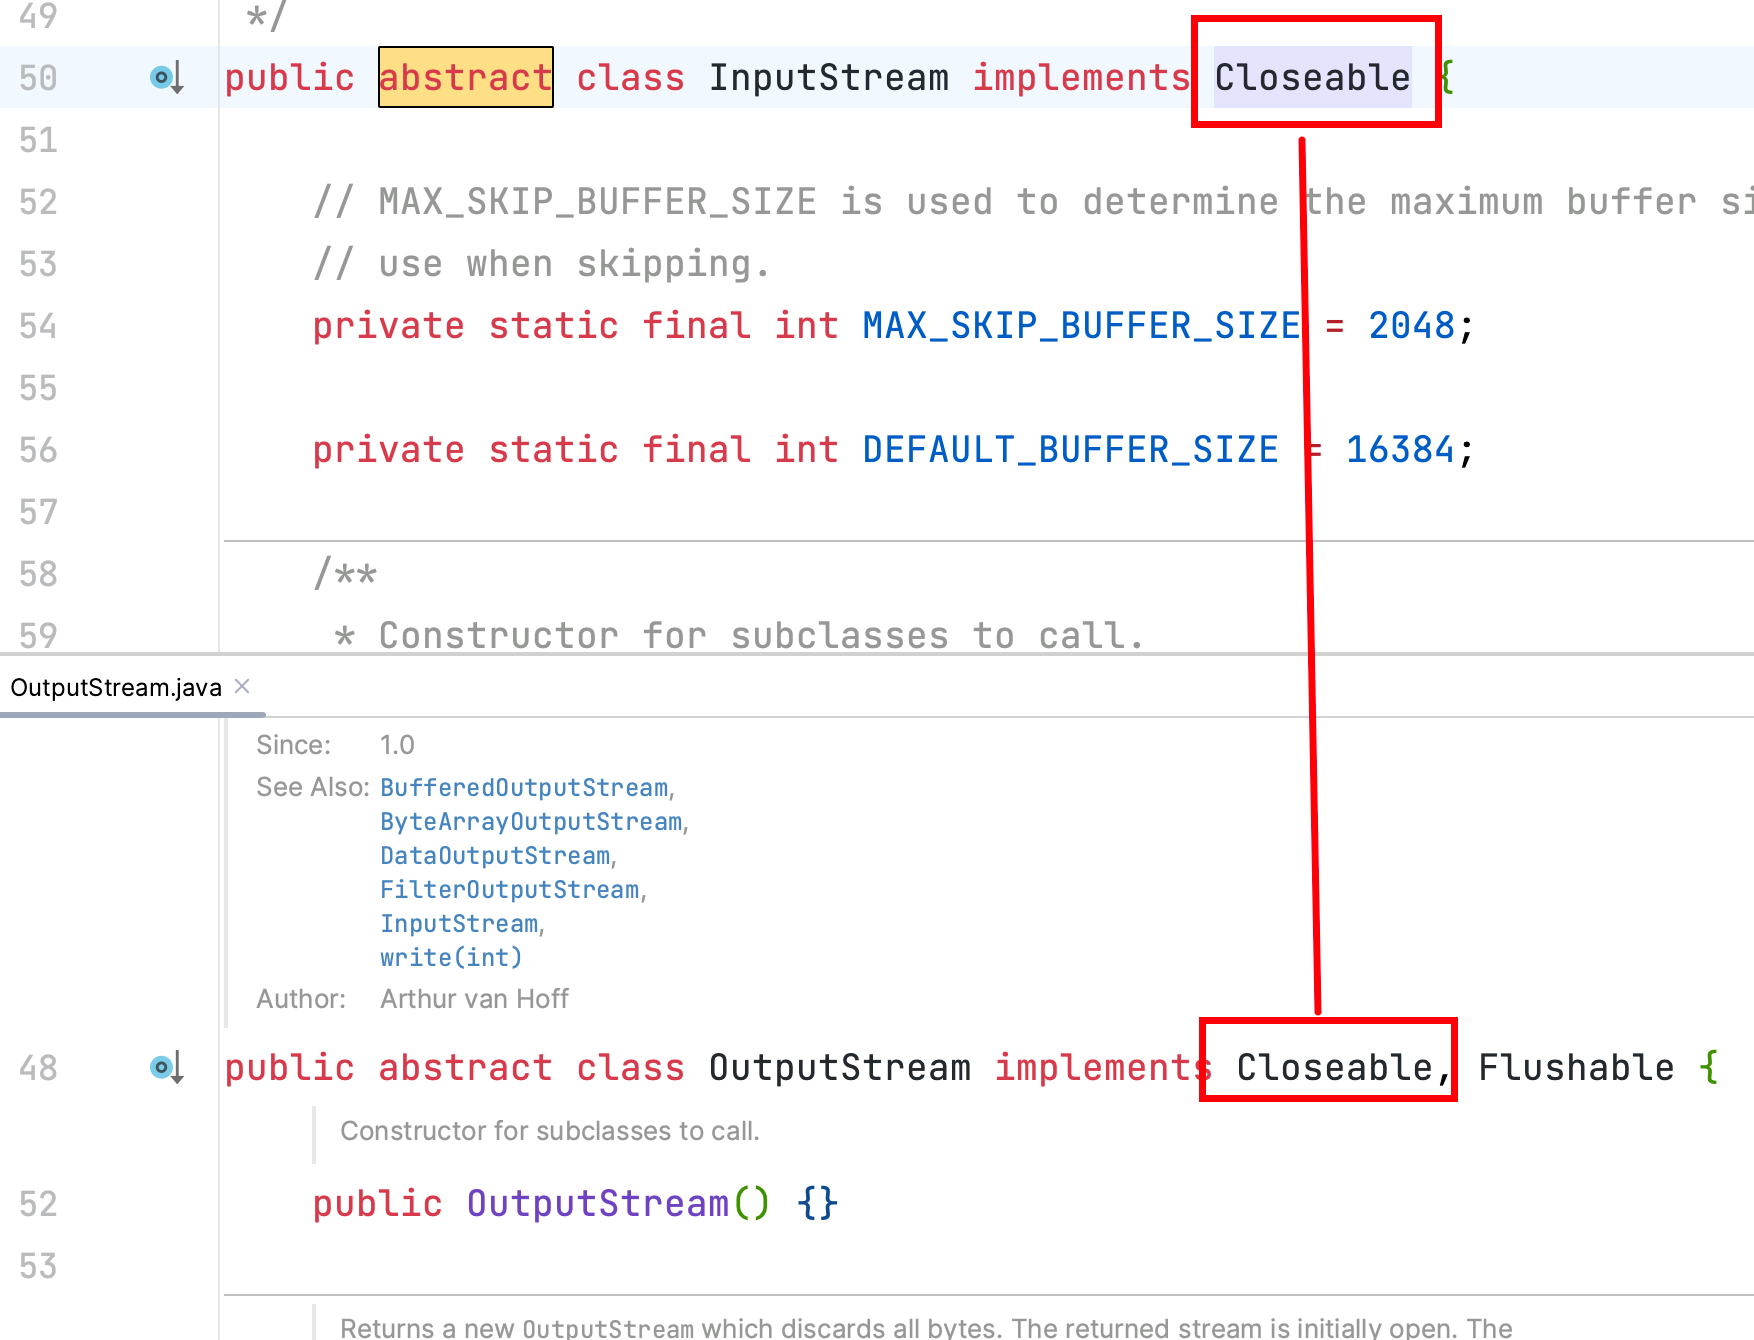 49 */
50 public abstract class InputStream implements Closeable {
51
52 // MAX_SKIP_BUFFER_SIZE is used to determine the maximum buffer si
53 // use when skipping.
54 private static final int MAX_SKIP_BUFFER_SIZE = 2048;
55
56 private static final int DEFAULT_BUFFER_SIZE = 16384;
57
58 /**
59 * Constructor for subclasses to call.
OutputStream.java
Since: 1.0
See Also: BufferedOutputStream,
ByteArrayOutputStream,
DataOutputStream,
FilterOutputStream,
InputStream,
write(int)
Author: Arthur van Hoff
48 public abstract class OutputStream implements Closeable, Flushable {
Constructor for subclasses to call.
52 public OutputStream() {}
53
Returns a new OutputStream which discards all bytes. The returned stream is initially open. The